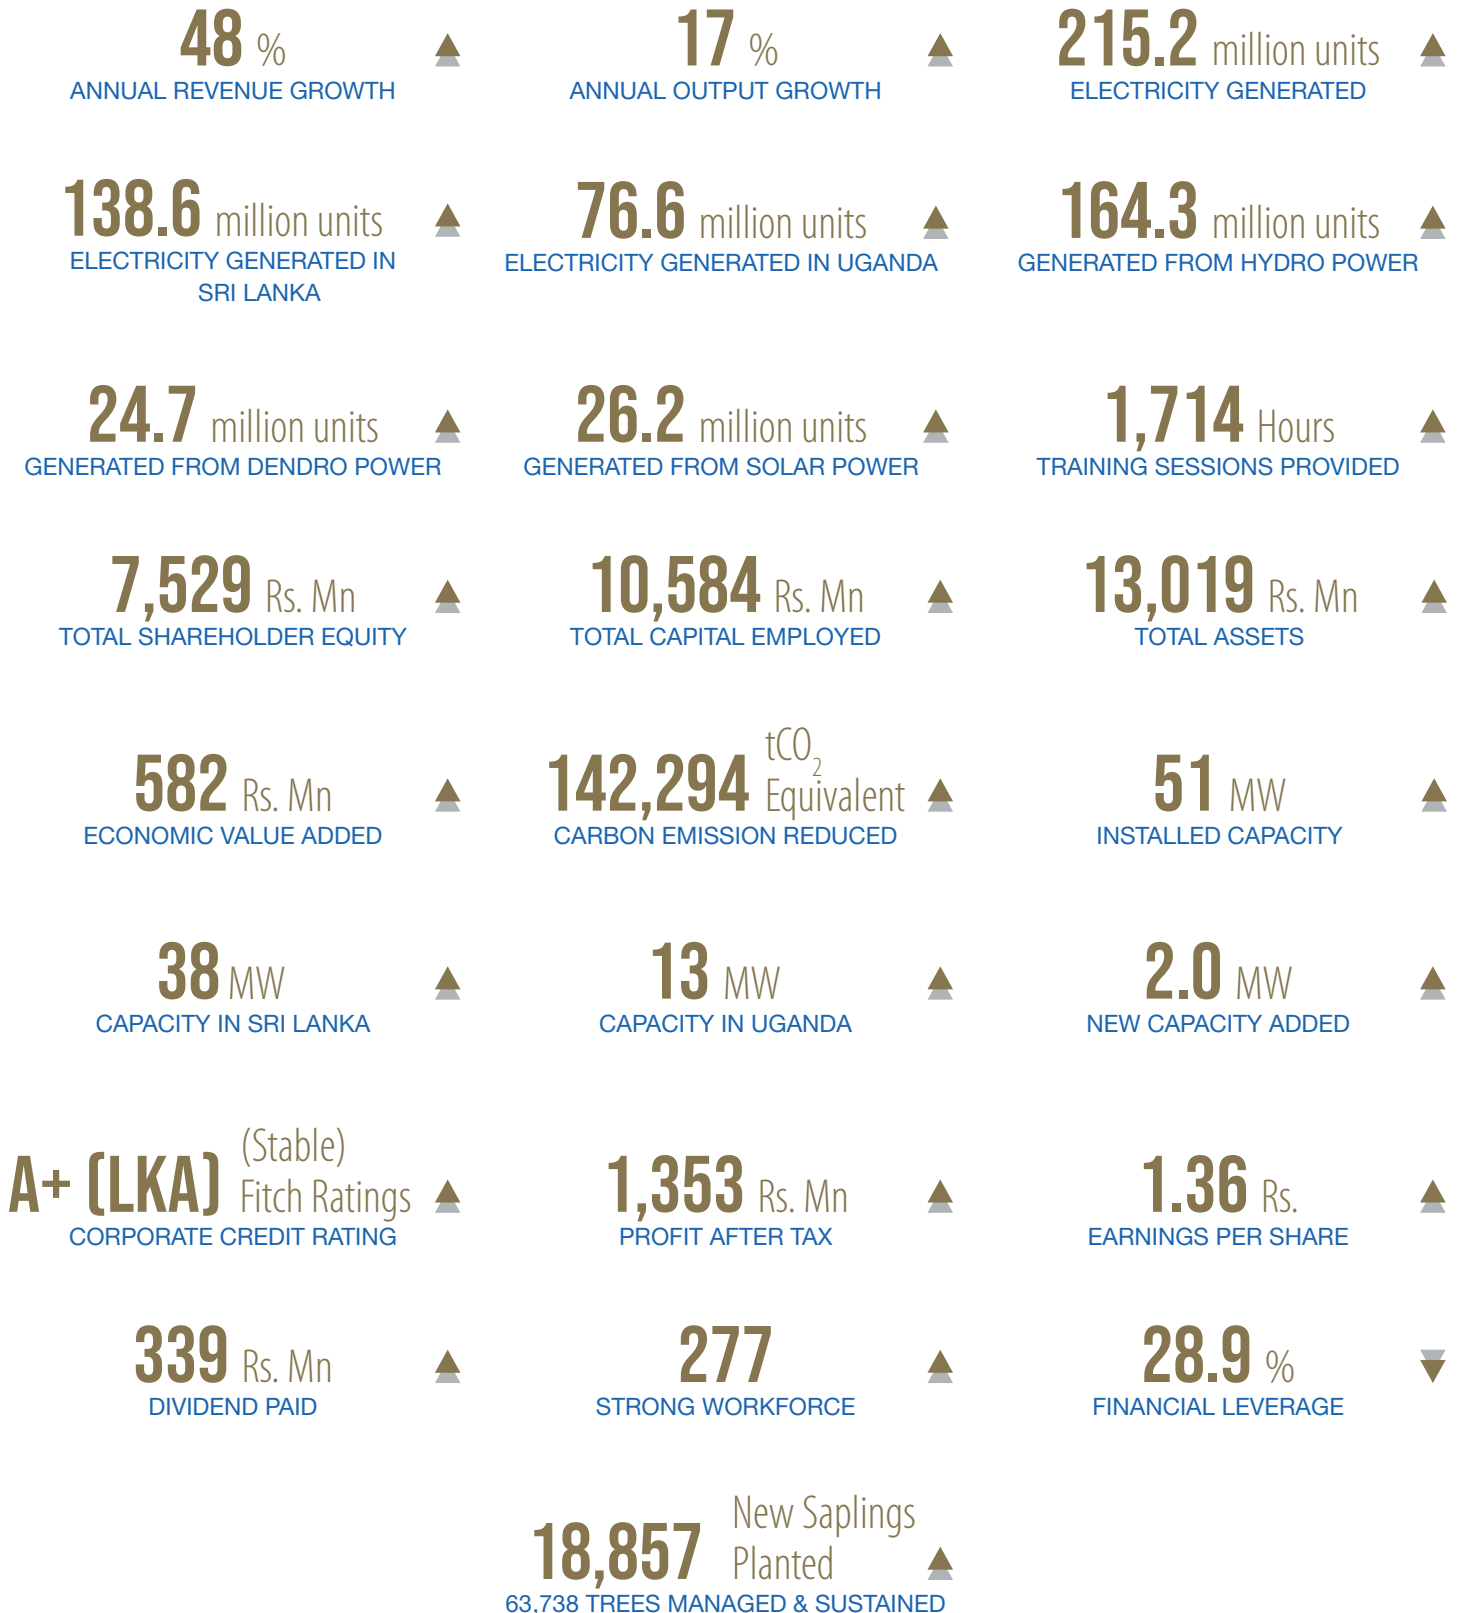 48 %
ANNUAL REVENUE GROWTH
17 %
ANNUAL OUTPUT GROWTH
215.2 million units
ELECTRICITY GENERATED
138.6 million units
ELECTRICITY GENERATED IN
SRI LANKA
76.6 million units
ELECTRICITY GENERATED IN UGANDA
164.3 million units
GENERATED FROM HYDRO POWER
24.7 million units
GENERATED FROM DENDRO POWER
26.2 million units
GENERATED FROM SOLAR POWER
1,714 Hours
TRAINING SESSIONS PROVIDED
7,529 Rs. Mn
TOTAL SHAREHOLDER EQUITY
10,584 Rs. Mn
TOTAL CAPITAL EMPLOYED
13,019 Rs. Mn
TOTAL ASSETS
582 Rs. Mn
ECONOMIC VALUE ADDED
tCO₂
142,294 Equivalent
CARBON EMISSION REDUCED
51 MW
INSTALLED CAPACITY
38 MW
CAPACITY IN SRI LANKA
13 MW
CAPACITY IN UGANDA
2.0 MW
NEW CAPACITY ADDED
(Stable)
A+ (LKA) Fitch Ratings
CORPORATE CREDIT RATING
1,353 Rs. Mn
PROFIT AFTER TAX
1.36 Rs.
EARNINGS PER SHARE
339 Rs. Mn
DIVIDEND PAID
277
STRONG WORKFORCE
28.9 %
FINANCIAL LEVERAGE
New Saplings
18,857 Planted
63,738 TREES MANAGED & SUSTAINED